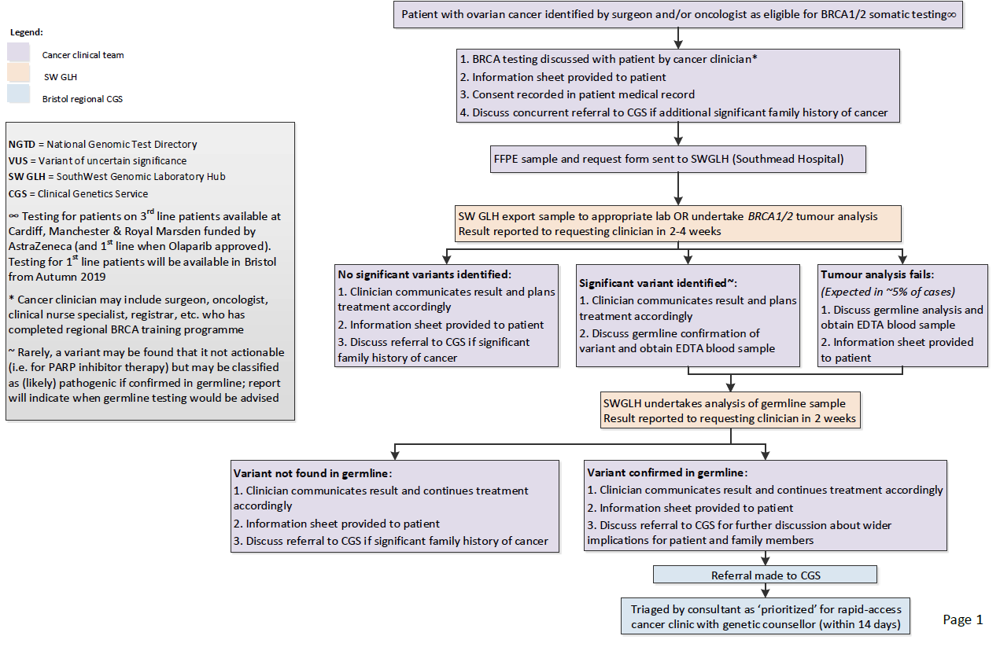 Patient with ovarian cancer identified by surgeon and/or oncologist as eligible for BRCA1/2 somatic testing∞
Legend:
Cancer clinical team
SW GLH
Bristol regional CGS
1. BRCA testing discussed with patient by cancer clinician*
2. Information sheet provided to patient
3. Consent recorded in patient medical record
4. Discuss concurrent referral to CGS if additional significant family history of cancer
NGTD = National Genomic Test Directory
VUS = Variant of uncertain significance
SW GLH = SouthWest Genomic Laboratory Hub
CGS = Clinical Genetics Service
∞ Testing for patients on 3rd line patients available at
Cardiff, Manchester & Royal Marsden funded by
AstraZeneca (and 1st line when Olaparib approved).
Testing for 1st line patients will be available in Bristol
from Autumn 2019
* Cancer clinician may include surgeon, oncologist,
clinical nurse specialist, registrar, etc. who has
completed regional BRCA training programme
~ Rarely, a variant may be found that it not actionable
(i.e. for PARP inhibitor therapy) but may be classified
as (likely) pathogenic if confirmed in germline; report
will indicate when germline testing would be advised
FFPE sample and request form sent to SWGLH (Southmead Hospital)
SW GLH export sample to appropriate lab OR undertake BRCA1/2 tumour analysis
Result reported to requesting clinician in 2-4 weeks
No significant variants identified:
1. Clinician communicates result and plans
treatment accordingly
2. Information sheet provided to patient
3. Discuss referral to CGS if significant
family history of cancer
Significant variant identified~:
1. Clinician communicates result and plans
treatment accordingly
2. Discuss germline confirmation of
variant and obtain EDTA blood sample
Tumour analysis fails:
(Expected in ~5% of cases)
1. Discuss germline analysis and
obtain EDTA blood sample
2. Information sheet provided
to patient
SWGLH undertakes analysis of germline sample
Result reported to requesting clinician in 2 weeks
Variant not found in germline:
1. Clinician communicates result and continues treatment
accordingly
2. Information sheet provided to patient
3. Discuss referral to CGS if significant family history of cancer
Variant confirmed in germline:
1. Clinician communicates result and continues treatment accordingly
2. Information sheet provided to patient
3. Discuss referral to CGS for further discussion about wider
implications for patient and family members
Referral made to CGS
Triaged by consultant as ‘prioritized’ for rapid-access
cancer clinic with genetic counsellor (within 14 days)
Page 1